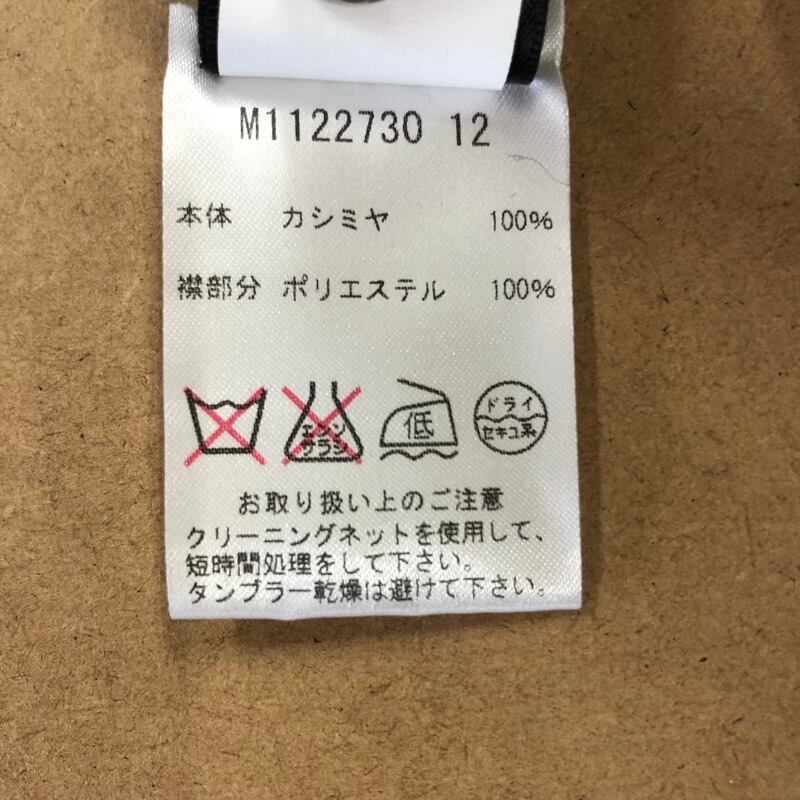 M1122730 12
本体 カシミヤ 100%
襟部分 ポリエステル 100%
エンソ
サラシ
低
ドライ
セキユ系
お取り扱い上のご注意
クリーニングネットを使用して、
短時間処理をして下さい。
タンブラー乾燥は避けて下さい。